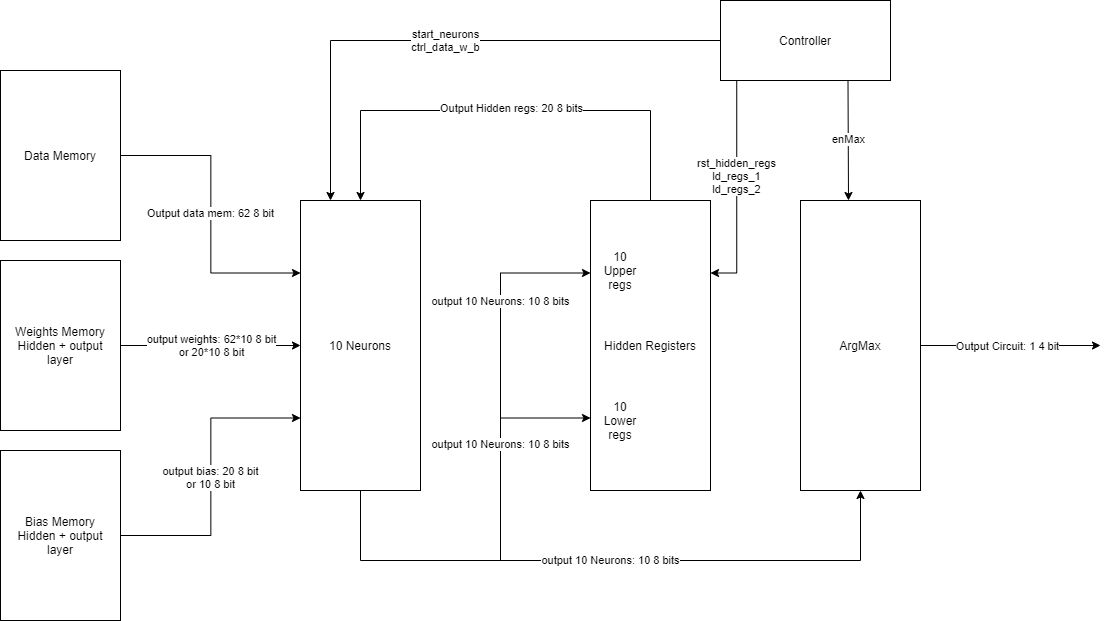 Controller
start_neurons
ctrl_data_w_b
Output Hidden regs: 20 8 bits
enMax
Data Memory
rst_hidden_regs
ld_regs_1
ld_regs_2
Output data mem: 62 8 bit
10
Upper
regs
output 10 Neurons: 10 8 bits
Weights Memory
Hidden + output
layer
output weights: 62*10 8 bit
or 20*10 8 bit
10 Neurons
Hidden Registers
ArgMax
Output Circuit: 1 4 bit
10
Lower
regs
output 10 Neurons: 10 8 bits
output bias: 20 8 bit
or 10 8 bit
Bias Memory
Hidden + output
layer
output 10 Neurons: 10 8 bits